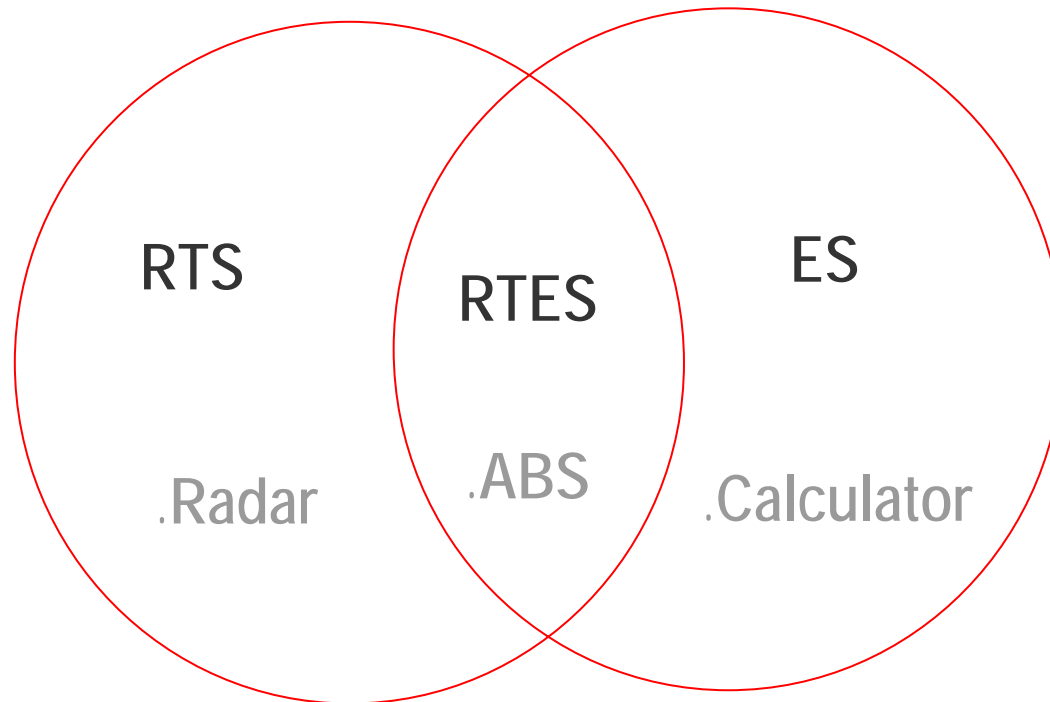 RTS
RTES
ES
.Radar
.ABS
.Calculator